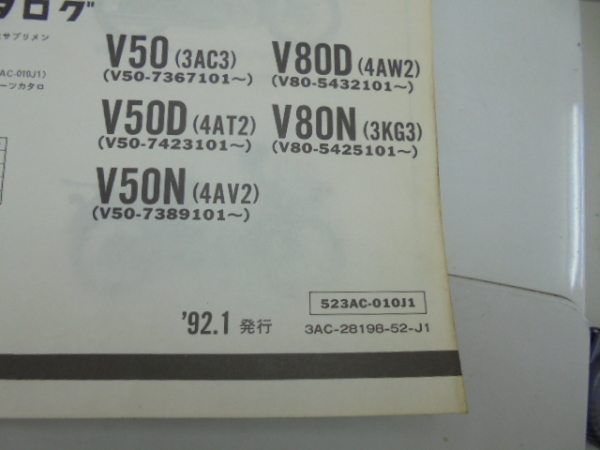 タログ
サプリメン
V50 (3AC3)
(V50-7367101〜)
V80D (4AW2)
(V80-5432101〜)
AC-010J1)
ーツカタロ
V50D (4AT2)
(V50-7423101〜)
V80N (3KG3)
(V80-5425101〜)
V50N (4AV2)
(V50-7389101〜)
523AC-010J1
'92.1 発行
3AC-28198-52-J1